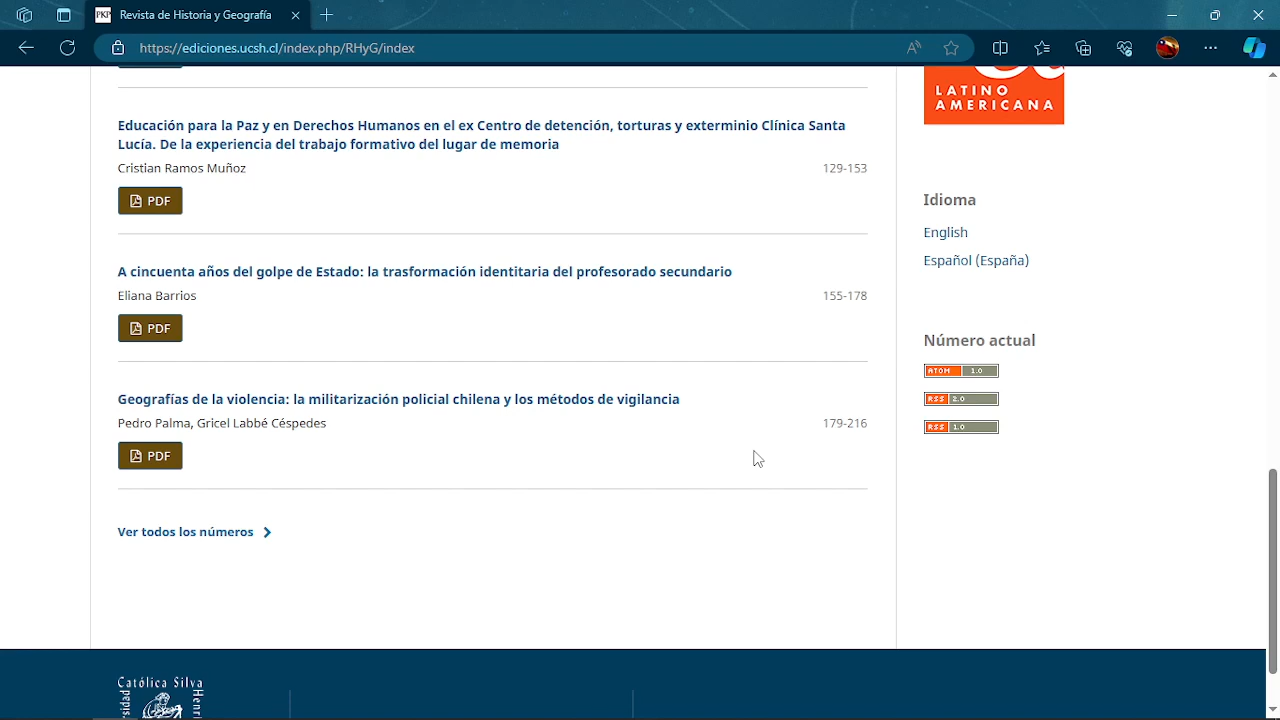 PKP Revista de Historia y Geografía
https://ediciones.ucsh.cl/index.php/RHyG/index
LATINO
AMERICANA
Educación para la Paz y en Derechos Humanos en el ex Centro de detención, torturas y exterminio Clínica Santa
Lucía. De la experiencia del trabajo formativo del lugar de memoria
Cristian Ramos Muñoz 129-153
PDF
Idioma
English
Español (España)
A cincuenta años del golpe de Estado: la trasformación identitaria del profesorado secundario
Eliana Barrios 155-178
PDF
Número actual
ATOM 1.0
RSS 2.0
RSS 1.0
Geografías de la violencia: la militarización policial chilena y los métodos de vigilancia
Pedro Palma, Gricel Labbé Céspedes 179-216
PDF
Ver todos los números
Católica Silva